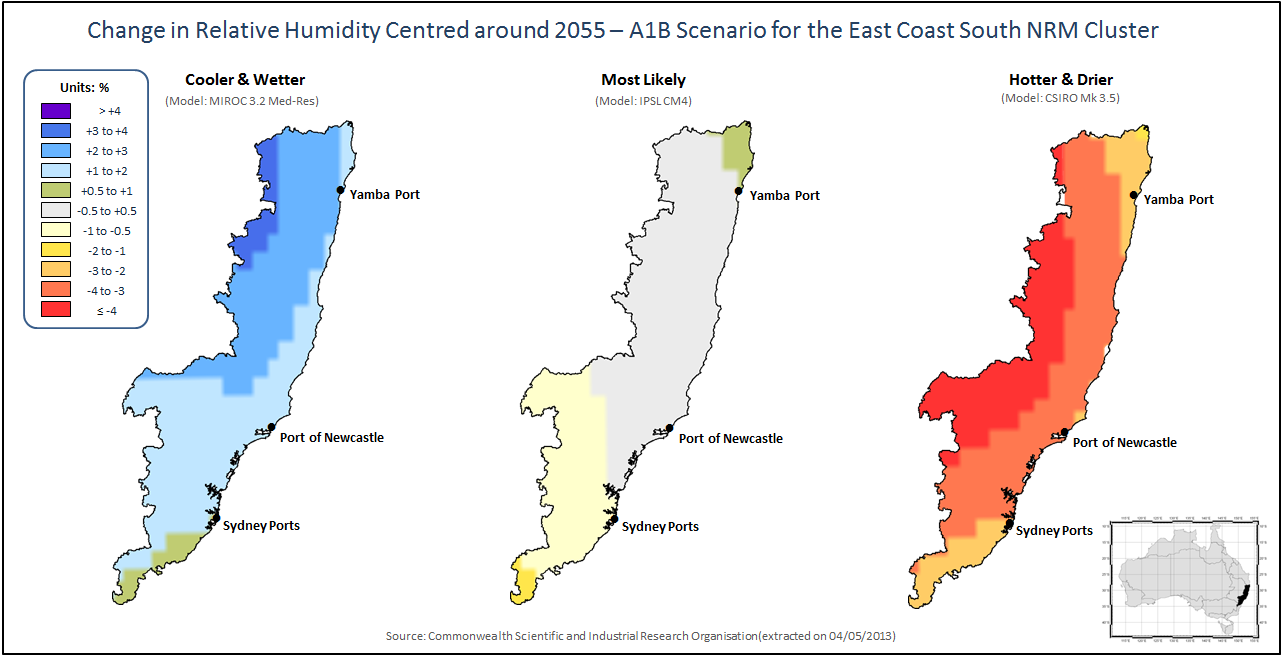 Change in Relative Humidity Centred around 2055 – A1B Scenario for the East Coast South NRM Cluster
Cooler & Wetter
(Model: MIROC 3.2 Med-Res)
Most Likely
(Model: IPSL CM4)
Hotter & Drier
(Model: CSIRO Mk 3.5)
Units: %
> +4
+3 to +4
+2 to +3
+1 to +2
+0.5 to +1
-0.5 to +0.5
-1 to -0.5
-2 to -1
-3 to -2
-4 to -3
≤ -4
Yamba Port
Port of Newcastle
Sydney Ports
Yamba Port
Port of Newcastle
Sydney Ports
Yamba Port
Port of Newcastle
Sydney Ports
Source: Commonwealth Scientific and Industrial Research Organisation(extracted on 04/05/2013)